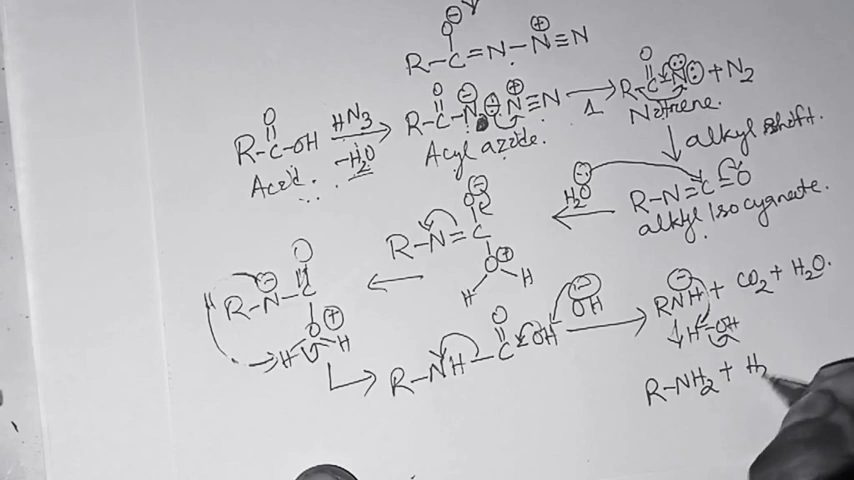 R-C=N-N≡N
O ⊖ ⊕
R-C-OH HN3 -H2O R-C-N-N≡N 1 R-C-N + N2
Acid. Acyl azide. Nitrene.
alkyl shift.
R-N=C=O
alkyl Isocyanate.
H2O
R-N=C
O ⊖
O ⊕
H H
R-N-C
O
O ⊕
H H
R-NH-C-OH
O
⊖ OH
RNH + CO2 + H2O.
H-OH
R-NH2 + H